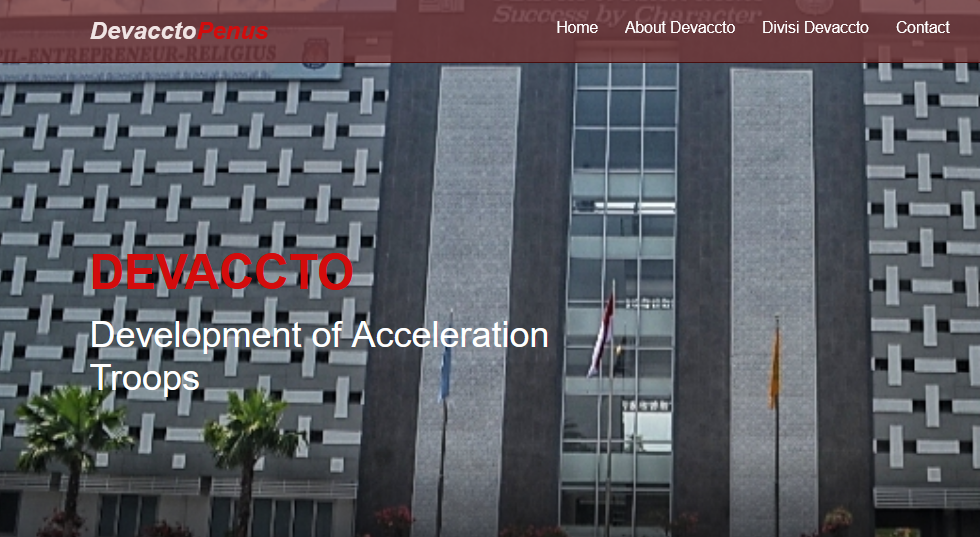 Success by Character
DevacctoPenus
Home
About Devaccto
Divisi Devaccto
Contact
PIL-ENTREPRENEUR-RELIGIUS
DEVACCTO
Development of Acceleration
Troops